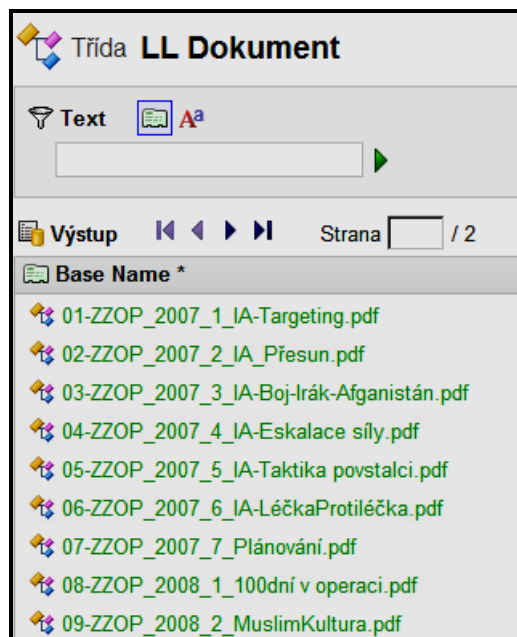 Třída LL Dokument
Text Aa
Výstup Strana / 2
Base Name *
01-ZZOP_2007_1_IA-Targeting.pdf
02-ZZOP_2007_2_IA_Přesun.pdf
03-ZZOP_2007_3_IA-Boj-Irák-Afganistán.pdf
04-ZZOP_2007_4_IA-Eskalace síly.pdf
05-ZZOP_2007_5_IA-Taktika povstalci.pdf
06-ZZOP_2007_6_IA-LéčkaProtiléčka.pdf
07-ZZOP_2007_7_Plánování.pdf
08-ZZOP_2008_1_100dní v operaci.pdf
09-ZZOP_2008_2_MuslimKultura.pdf